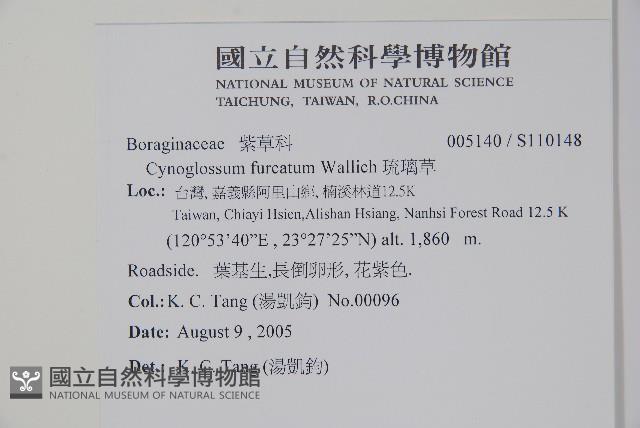 國立自然科學博物館
NATIONAL MUSEUM OF NATURAL SCIENCE
TAICHUNG, TAIWAN, R.O.CHINA
Boraginaceae 紫草科 005140 / S110148
Cynoglossum furcatum Wallich 琉璃草
Loc.: 台灣, 嘉義縣阿里山鄉, 楠溪林道12.5K
Taiwan, Chiayi Hsien,Alishan Hsiang, Nanhsi Forest Road 12.5 K
(120°53'40"E , 23°27'25"N) alt. 1,860 m.
Roadside. 葉基生,長倒卵形, 花紫色.
Col.: K. C. Tang (湯凱鈞) No.00096
Date: August 9 , 2005
Det.: K. C. Tang (湯凱鈞)
國立自然科學博物館
NATIONAL MUSEUM OF NATURAL SCIENCE